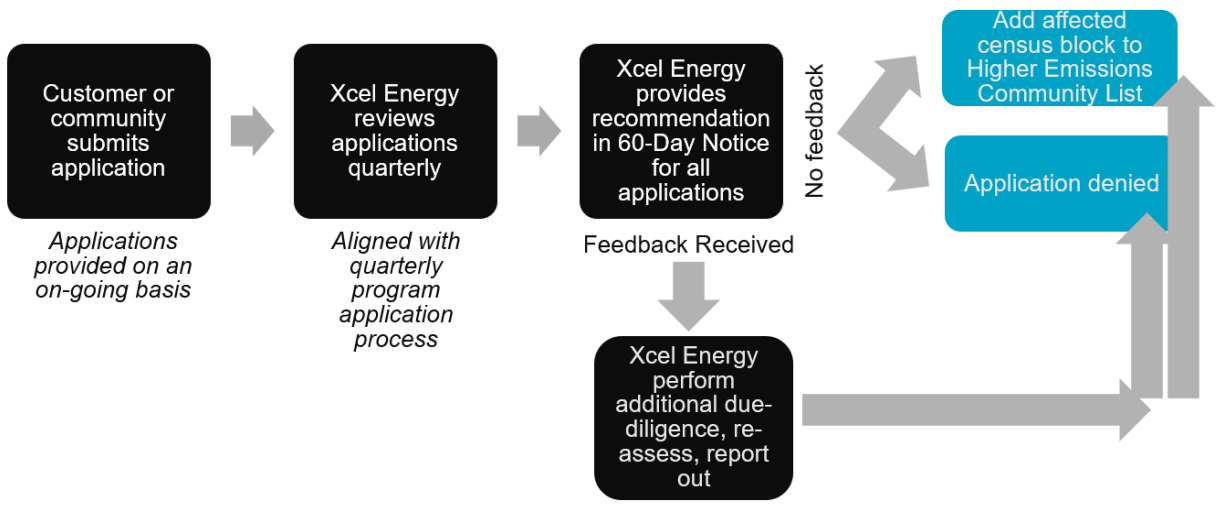 Customer or
community
submits
application
Applications
provided on an
on-going basis
Xcel Energy
reviews
applications
quarterly
Aligned with
quarterly
program
application
process
Xcel Energy
provides
recommendation
in 60-Day Notice
for all
applications
No feedback
Add affected
census block to
Higher Emissions
Community List
Application denied
Feedback Received
Xcel Energy
perform
additional due-
diligence, re-
assess, report
out